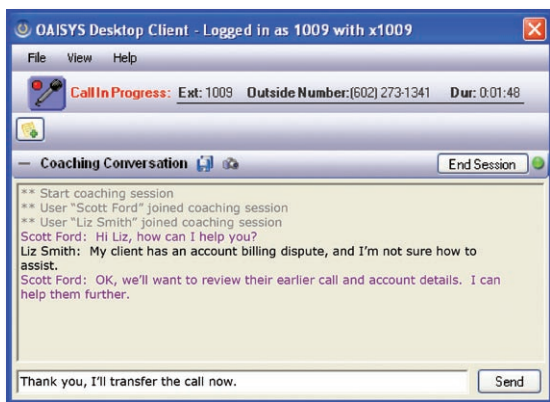 OAISYS Desktop Client - Logged in as 1009 with x1009
File View Help
Call In Progress: Ext: 1009 Outside Number:(602) 273-1341 Dur: 0:01:48
Coaching Conversation End Session
** Start coaching session
** User "Scott Ford" joined coaching session
** User "Liz Smith" joined coaching session
Scott Ford: Hi Liz, how can I help you?
Liz Smith: My client has an account billing dispute, and I'm not sure how to
assist.
Scott Ford: OK, we'll want to review their earlier call and account details. I can
help them further.
Thank you, I'll transfer the call now. Send